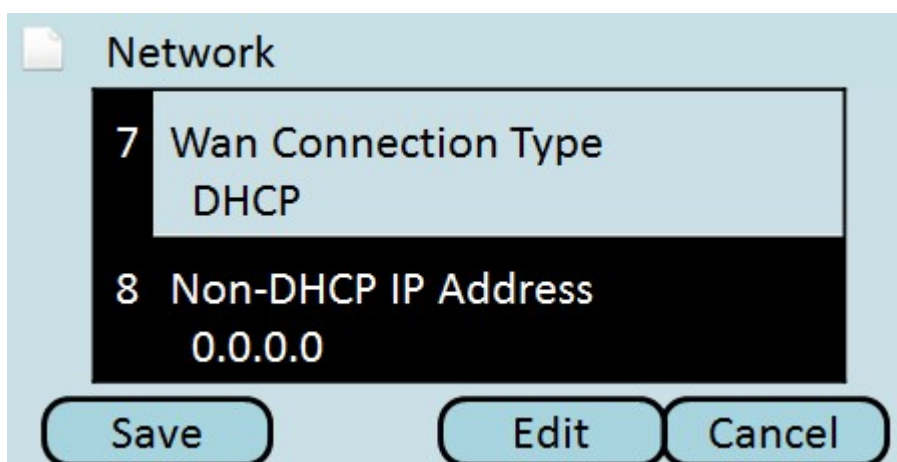 Network
7 Wan Connection Type
DHCP
8 Non-DHCP IP Address
0.0.0.0
Save Edit Cancel